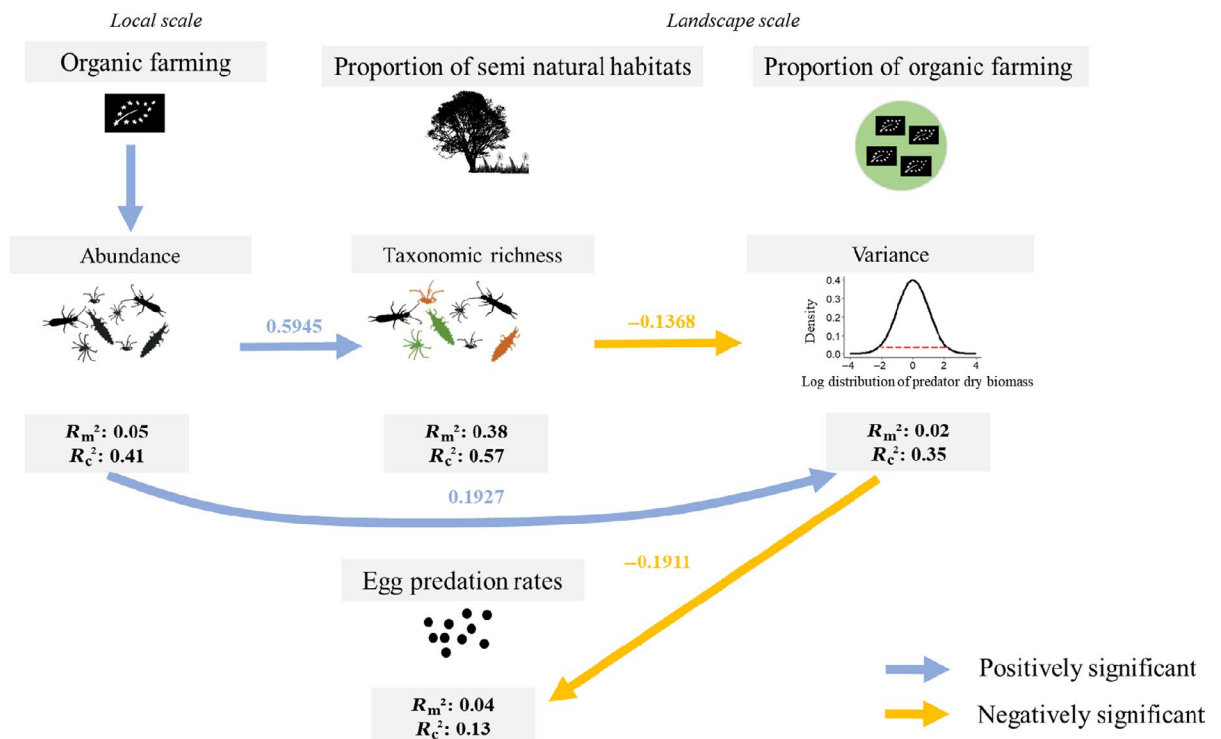 Local scale
Landscape scale
Organic farming
Proportion of semi natural habitats
Proportion of organic farming
Abundance
Taxonomic richness
Variance
0.5945
−0.1368
Density
0.4
0.3
0.2
0.1
0.0
−4
−2
0
2
4
Log distribution of predator dry biomass
Rm²: 0.05
Rc²: 0.41
Rm²: 0.38
Rc²: 0.57
Rm²: 0.02
Rc²: 0.35
0.1927
−0.1911
Egg predation rates
Rm²: 0.04
Rc²: 0.13
Positively significant
Negatively significant